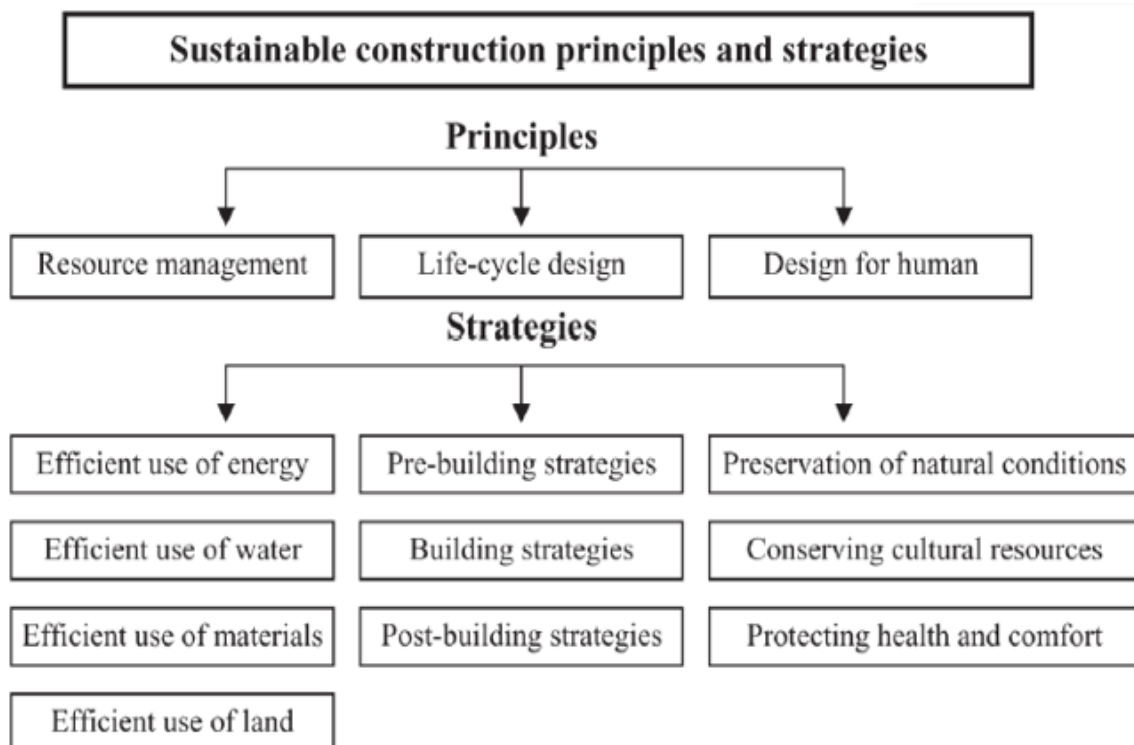 Sustainable construction principles and strategies
Principles
Resource management
Life-cycle design
Design for human
Strategies
Efficient use of energy
Pre-building strategies
Preservation of natural conditions
Efficient use of water
Building strategies
Conserving cultural resources
Efficient use of materials
Post-building strategies
Protecting health and comfort
Efficient use of land